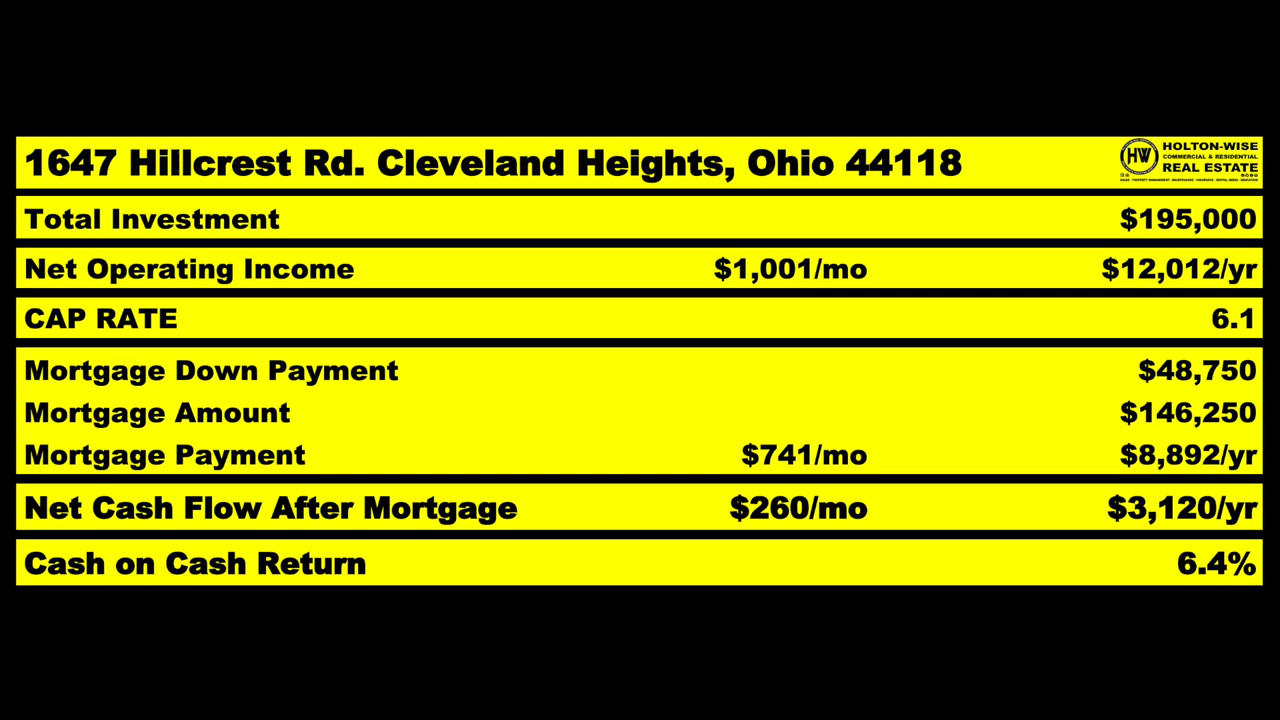 1647 Hillcrest Rd. Cleveland Heights, Ohio 44118
HW
HOLTON-WISE
COMMERCIAL & RESIDENTIAL
REAL ESTATE
Total Investment $195,000
Net Operating Income $1,001/mo $12,012/yr
CAP RATE 6.1
Mortgage Down Payment $48,750
Mortgage Amount $146,250
Mortgage Payment $741/mo $8,892/yr
Net Cash Flow After Mortgage $260/mo $3,120/yr
Cash on Cash Return 6.4%